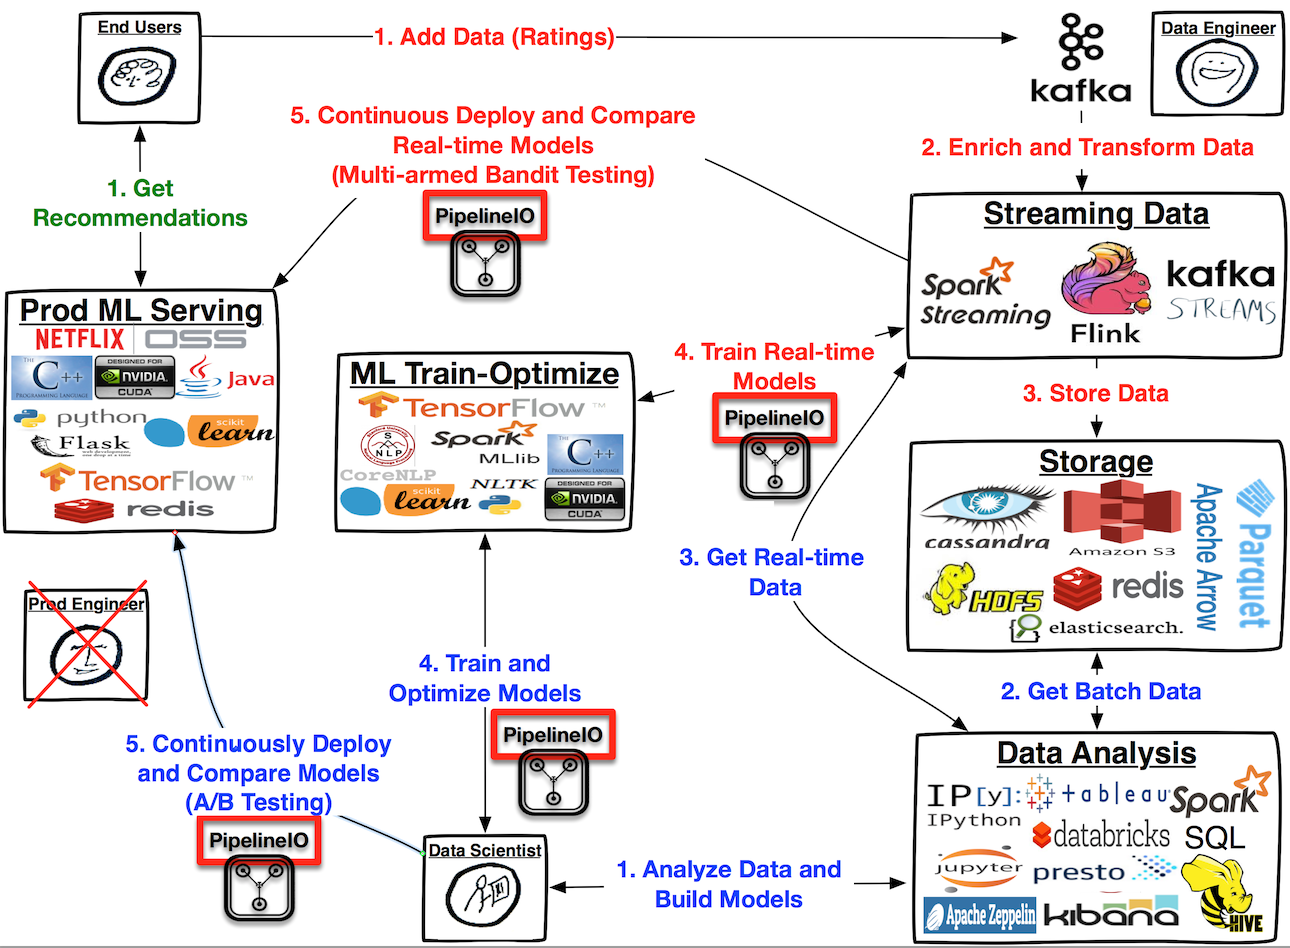 End Users
1. Add Data (Ratings)
kafka
Data Engineer
5. Continuous Deploy and Compare
Real-time Models
(Multi-armed Bandit Testing)
PipelineIO
2. Enrich and Transform Data
1. Get
Recommendations
Streaming Data
Spark
Streaming
Flink
kafka
STREAMS
Prod ML Serving
NETFLIX OSS
THE
C++
PROGRAMMING LANGUAGE
DESIGNED FOR
NVIDIA.
CUDA
Java
python
Flask
web development,
one drop at a time
scikit
learn
TensorFlow ™
redis
ML Train-Optimize
TensorFlow ™
S
NLP
CoreNLP
Spark
MLlib
THE
C++
PROGRAMMING LANGUAGE
scikit
learn
NLTK
DESIGNED FOR
NVIDIA.
CUDA
4. Train Real-time
Models
PipelineIO
3. Store Data
Storage
cassandra
Amazon S3
Apache Arrow
Parquet
HDFS
redis
elasticsearch.
3. Get Real-time
Data
Prod Engineer
4. Train and
Optimize Models
PipelineIO
2. Get Batch Data
5. Continuously Deploy
and Compare Models
(A/B Testing)
PipelineIO
Data Scientist
1. Analyze Data and
Build Models
Data Analysis
IP[y]:
IPython
tableau
Spark
SQL
databricks
jupyter
presto
Apache Zeppelin
kibana
HIVE